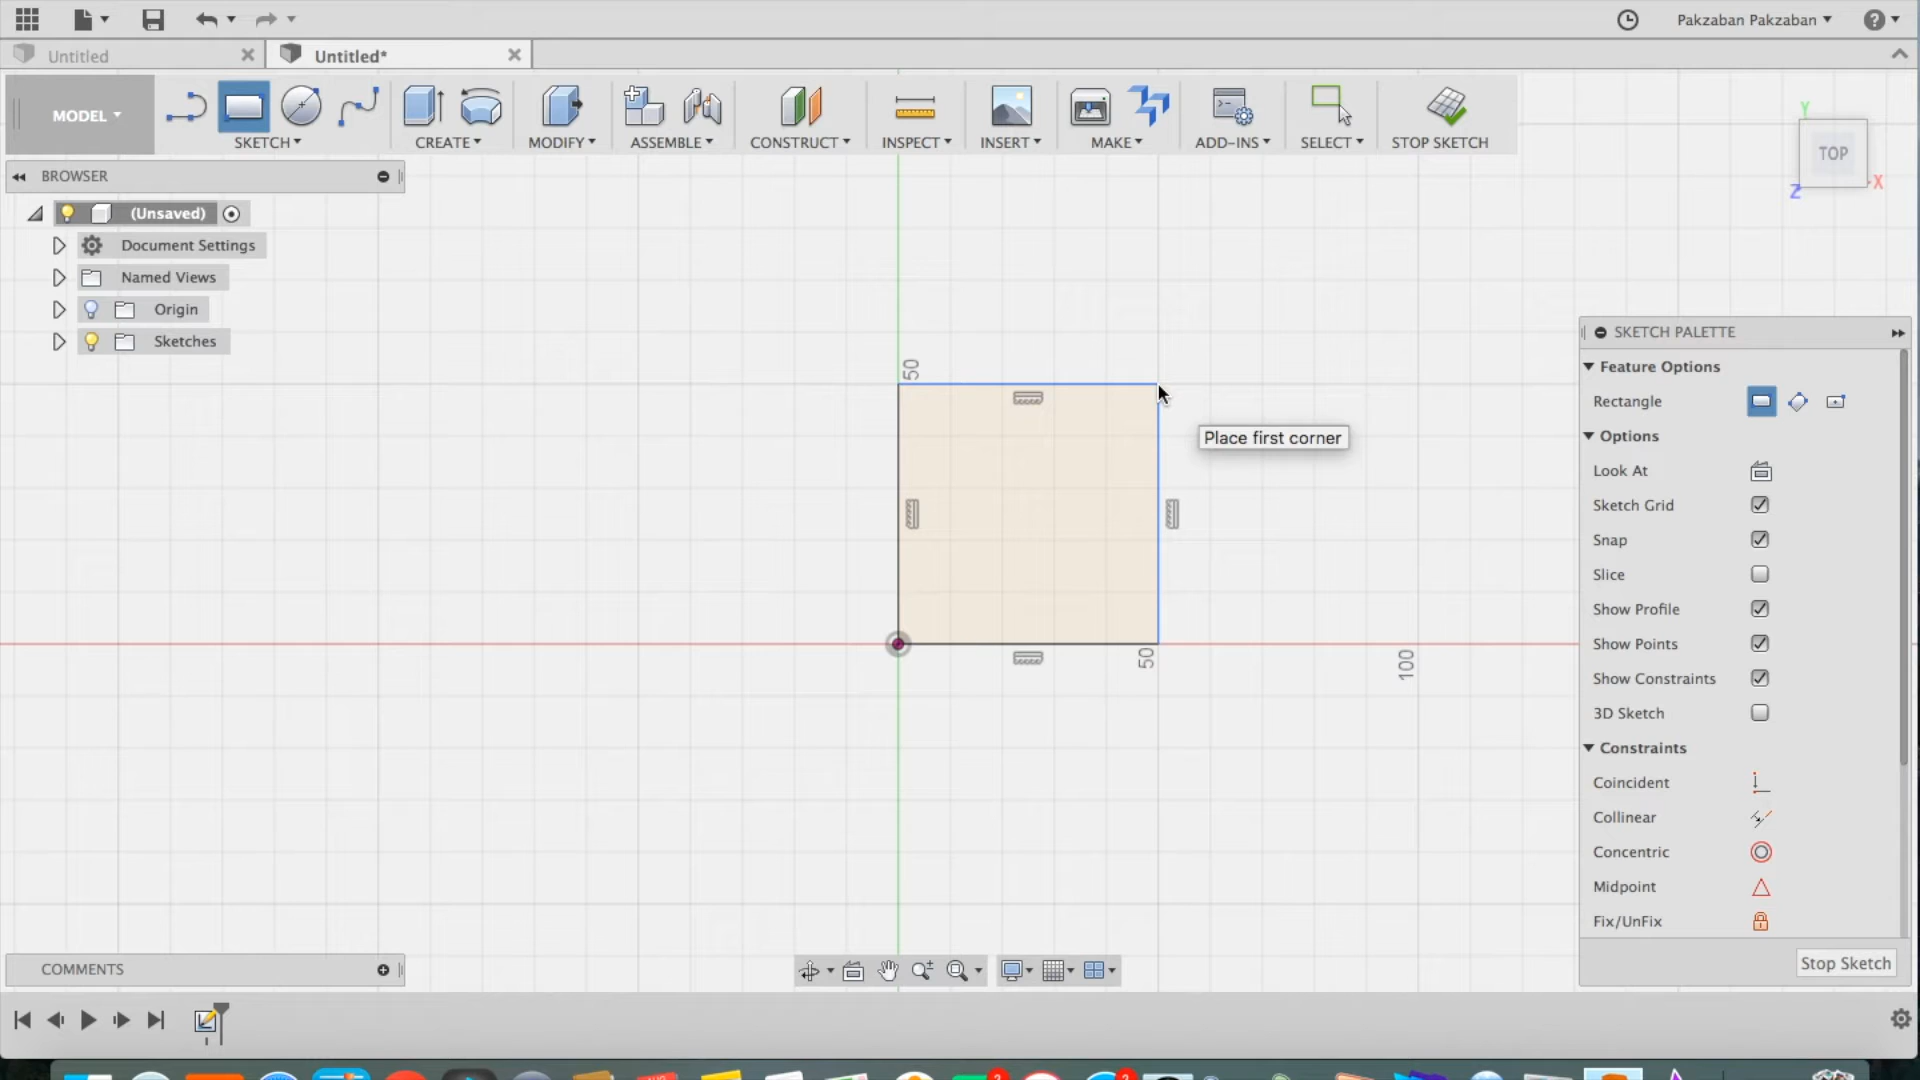 Pakzaban Pakzaban
Untitled
Untitled*
MODEL
SKETCH
CREATE
MODIFY
ASSEMBLE
CONSTRUCT
INSPECT
INSERT
MAKE
ADD-INS
SELECT
STOP SKETCH
Y
TOP
X
Z
BROWSER
(Unsaved)
Document Settings
Named Views
Origin
Sketches
50
Place first corner
50
100
SKETCH PALETTE
Feature Options
Rectangle
Options
Look At
Sketch Grid
Snap
Slice
Show Profile
Show Points
Show Constraints
3D Sketch
Constraints
Coincident
Collinear
Concentric
Midpoint
Fix/UnFix
Stop Sketch
COMMENTS
2
2